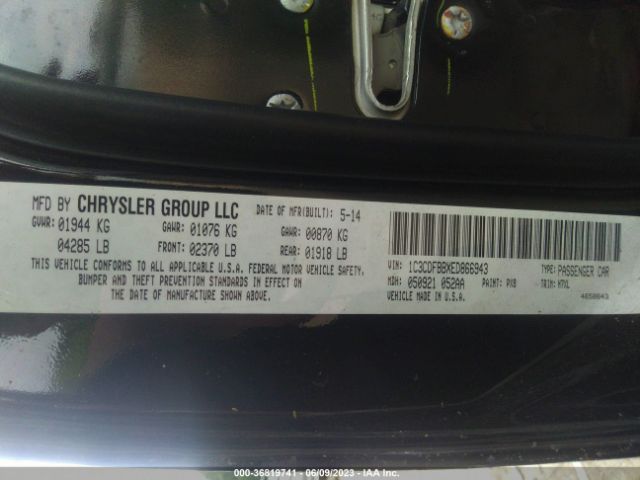 MFD BY CHRYSLER GROUP LLC
DATE OF MFR(BUILT): 5-14
GVWR: 01944 KG GAWR: 01076 KG GAWR: 00870 KG
04285 LB FRONT: 02370 LB REAR: 01918 LB
THIS VEHICLE CONFORMS TO ALL APPLICABLE U.S.A. FEDERAL MOTOR VEHICLE SAFETY,
BUMPER AND THEFT PREVENTION STANDARDS IN EFFECT ON
THE DATE OF MANUFACTURE SHOWN ABOVE.
VIN: 1C3CDFBBXED866943 TYPE: PASSENGER CAR
MDH: 050921 052AA PAINT: PX8 TRIM: H7XL
VEHICLE MADE IN U.S.A. 4658643
000-36819741 - 06/09/2023 - IAA Inc.